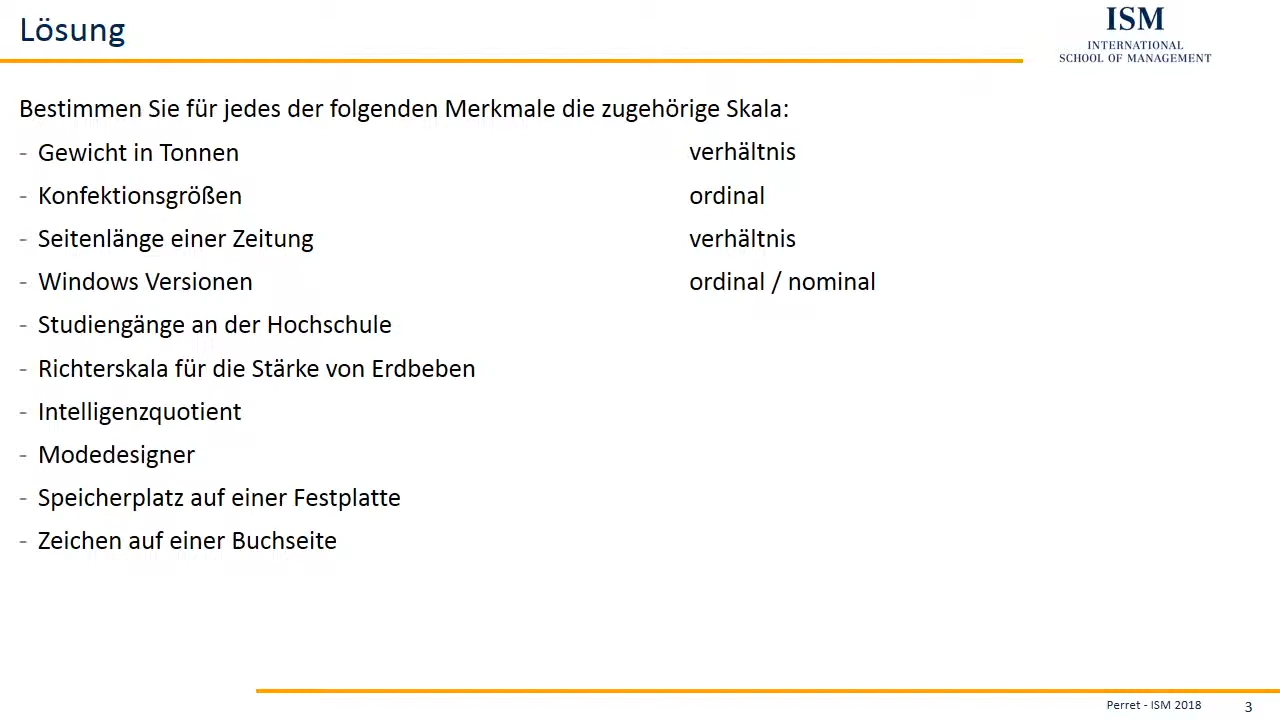 Lösung
ISM
INTERNATIONAL
SCHOOL OF MANAGEMENT
Bestimmen Sie für jedes der folgenden Merkmale die zugehörige Skala:
- Gewicht in Tonnen verhältnis
- Konfektionsgrößen ordinal
- Seitenlänge einer Zeitung verhältnis
- Windows Versionen ordinal / nominal
- Studiengänge an der Hochschule
- Richterskala für die Stärke von Erdbeben
- Intelligenzquotient
- Modedesigner
- Speicherplatz auf einer Festplatte
- Zeichen auf einer Buchseite
Perret - ISM 2018 3